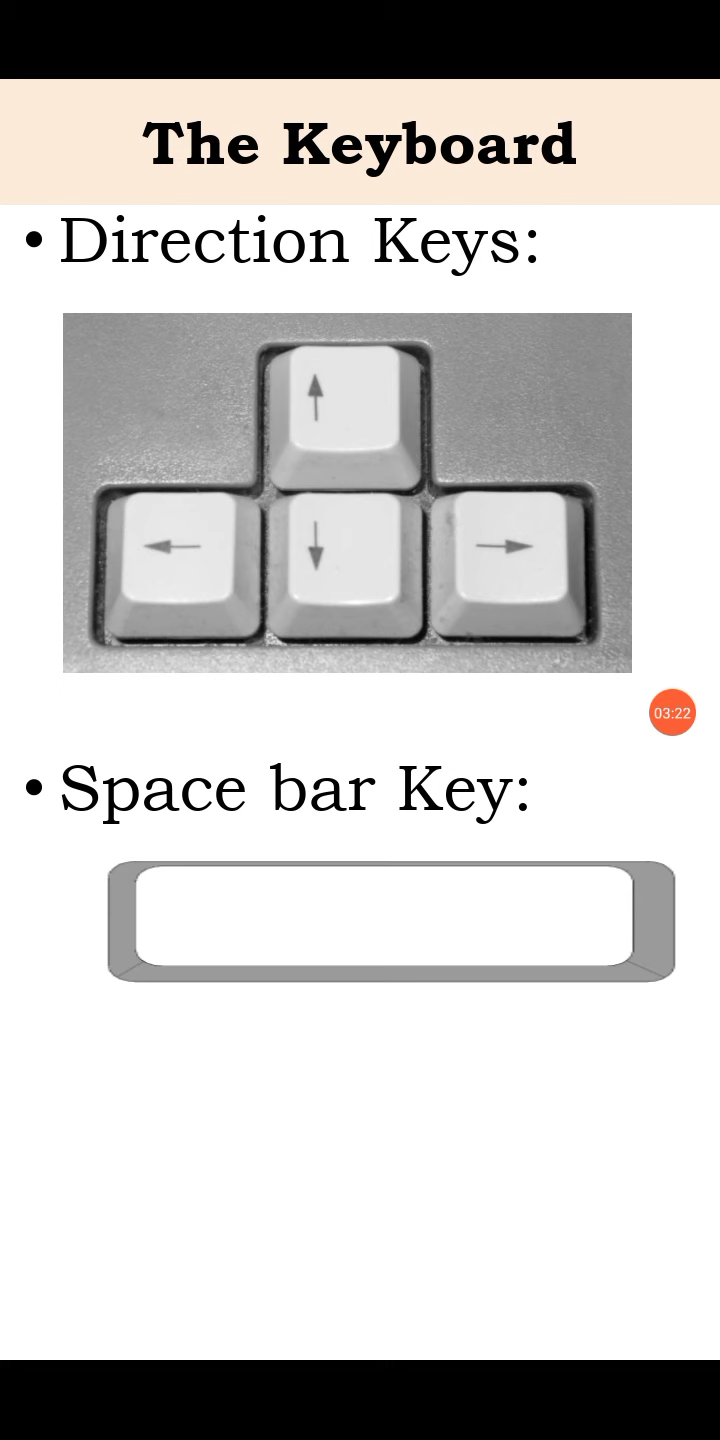 The Keyboard
• Direction Keys:
03:22
• Space bar Key: